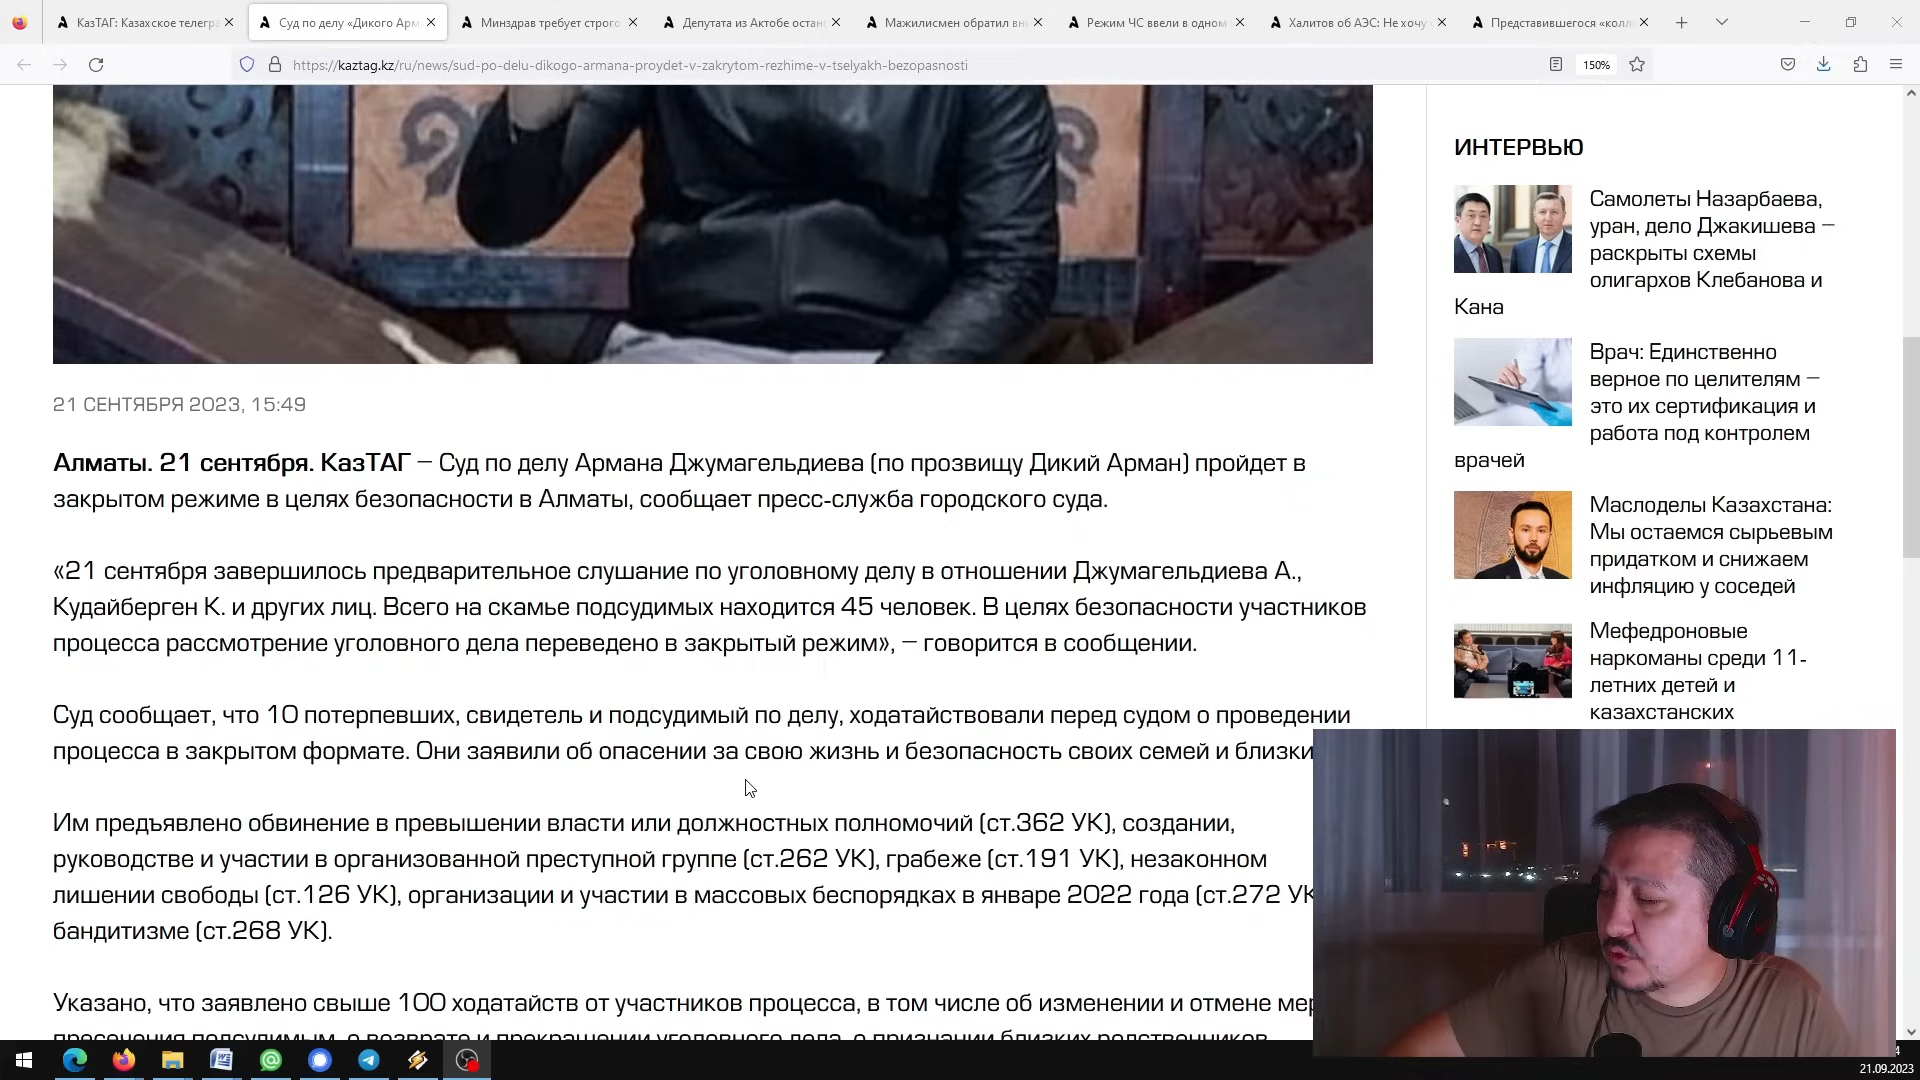 КазТАГ: Казахское телегра
Суд по делу «Дикого Арм
Минздрав требует строго
Депутата из Актобе остан
Мажилисмен обратил вн
Режим ЧС ввели в одном
Халитов об АЭС: Не хочу
Представившегося «колл
https://kaztag.kz/ru/news/sud-po-delu-dikogo-armana-proydet-v-zakrytom-rezhime-v-tselyakh-bezopasnosti
150%
21 СЕНТЯБРЯ 2023, 15:49
Алматы. 21 сентября. КазТАГ – Суд по делу Армана Джумагельдиева (по прозвищу Дикий Арман) пройдет в
закрытом режиме в целях безопасности в Алматы, сообщает пресс-служба городского суда.
«21 сентября завершилось предварительное слушание по уголовному делу в отношении Джумагельдиева А.,
Кудайберген К. и других лиц. Всего на скамье подсудимых находится 45 человек. В целях безопасности участников
процесса рассмотрение уголовного дела переведено в закрытый режим», – говорится в сообщении.
Суд сообщает, что 10 потерпевших, свидетель и подсудимый по делу, ходатайствовали перед судом о проведении
процесса в закрытом формате. Они заявили об опасении за свою жизнь и безопасность своих семей и близки
Им предъявлено обвинение в превышении власти или должностных полномочий (ст.362 УК), создании,
руководстве и участии в организованной преступной группе (ст.262 УК), грабеже (ст.191 УК), незаконном
лишении свободы (ст.126 УК), организации и участии в массовых беспорядках в январе 2022 года (ст.272 УК
бандитизме (ст.268 УК).
Указано, что заявлено свыше 100 ходатайств от участников процесса, в том числе об изменении и отмене мер
пресечения подсудимым, о возврате и прекращении уголовного дела, о признании близких родственников
ИНТЕРВЬЮ
Самолеты Назарбаева,
уран, дело Джакишева –
раскрыты схемы
олигархов Клебанова и
Кана
Врач: Единственно
верное по целителям –
это их сертификация и
работа под контролем
врачей
Маслоделы Казахстана:
Мы остаемся сырьевым
придатком и снижаем
инфляцию у соседей
Мефедроновые
наркоманы среди 11-
летних детей и
казахстанских
21.09.2023